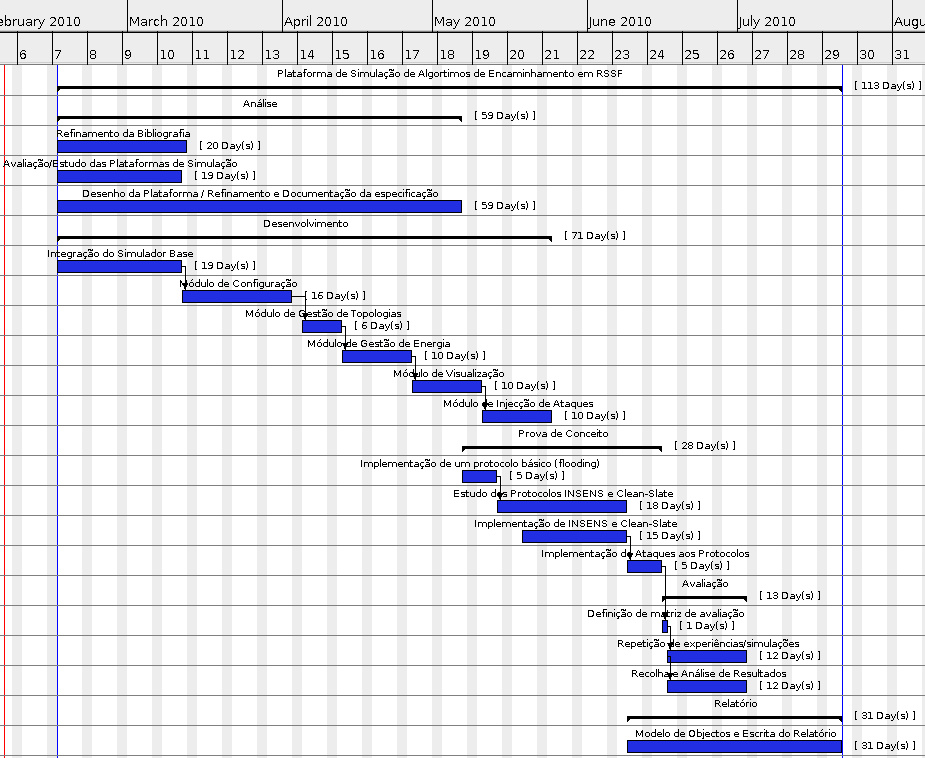 ebruary 2010 March 2010 April 2010 May 2010 June 2010 July 2010 Augu
6 7 8 9 10 11 12 13 14 15 16 17 18 19 20 21 22 23 24 25 26 27 28 29 30 31
Plataforma de Simulação de Algortimos de Encaminhamento em RSSF
[ 113 Day(s) ]
Análise
[ 59 Day(s) ]
Refinamento da Bibliografia
[ 20 Day(s) ]
Avaliação/Estudo das Plataformas de Simulação
[ 19 Day(s) ]
Desenho da Plataforma / Refinamento e Documentação da especificação
[ 59 Day(s) ]
Desenvolvimento
[ 71 Day(s) ]
Integração do Simulador Base
[ 19 Day(s) ]
Módulo de Configuração
[ 16 Day(s) ]
Módulo de Gestão de Topologias
[ 6 Day(s) ]
Módulo de Gestão de Energia
[ 10 Day(s) ]
Módulo de Visualização
[ 10 Day(s) ]
Módulo de Injecção de Ataques
[ 10 Day(s) ]
Prova de Conceito
[ 28 Day(s) ]
Implementação de um protocolo básico (flooding)
[ 5 Day(s) ]
Estudo dos Protocolos INSENS e Clean-Slate
[ 18 Day(s) ]
Implementação de INSENS e Clean-Slate
[ 15 Day(s) ]
Implementação de Ataques aos Protocolos
[ 5 Day(s) ]
Avaliação
[ 13 Day(s) ]
Definição de matriz de avaliação
[ 1 Day(s) ]
Repetição de experiências/simulações
[ 12 Day(s) ]
Recolha e Análise de Resultados
[ 12 Day(s) ]
Relatório
[ 31 Day(s) ]
Modelo de Objectos e Escrita do Relatório
[ 31 Day(s) ]